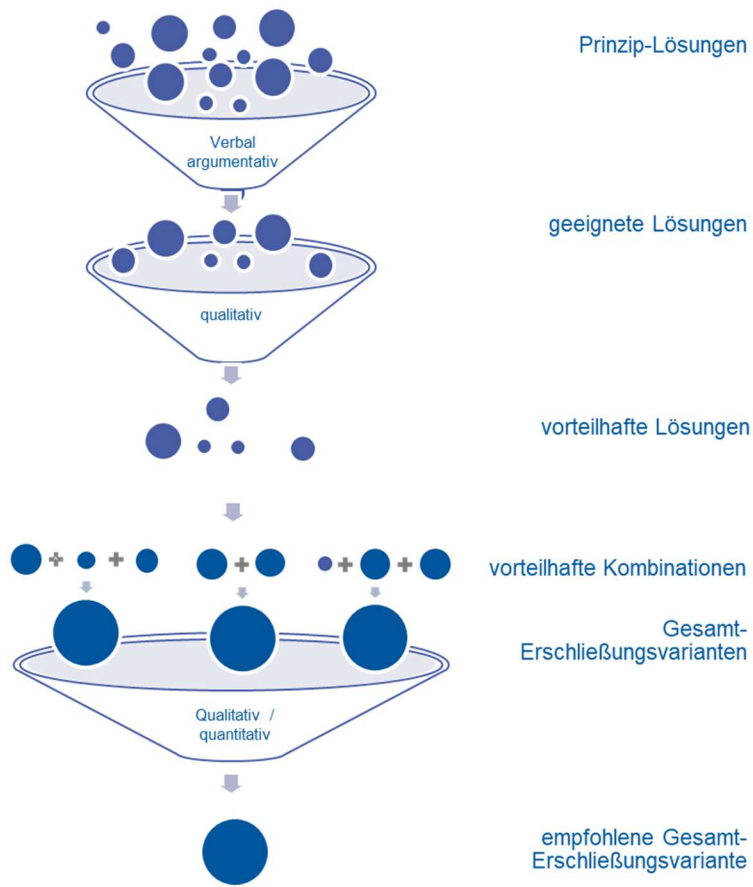 Prinzip-Lösungen
Verbal
argumentativ
geeignete Lösungen
qualitativ
vorteilhafte Lösungen
vorteilhafte Kombinationen
Gesamt-
Erschließungsvarianten
Qualitativ /
quantitativ
empfohlene Gesamt-
Erschließungsvariante